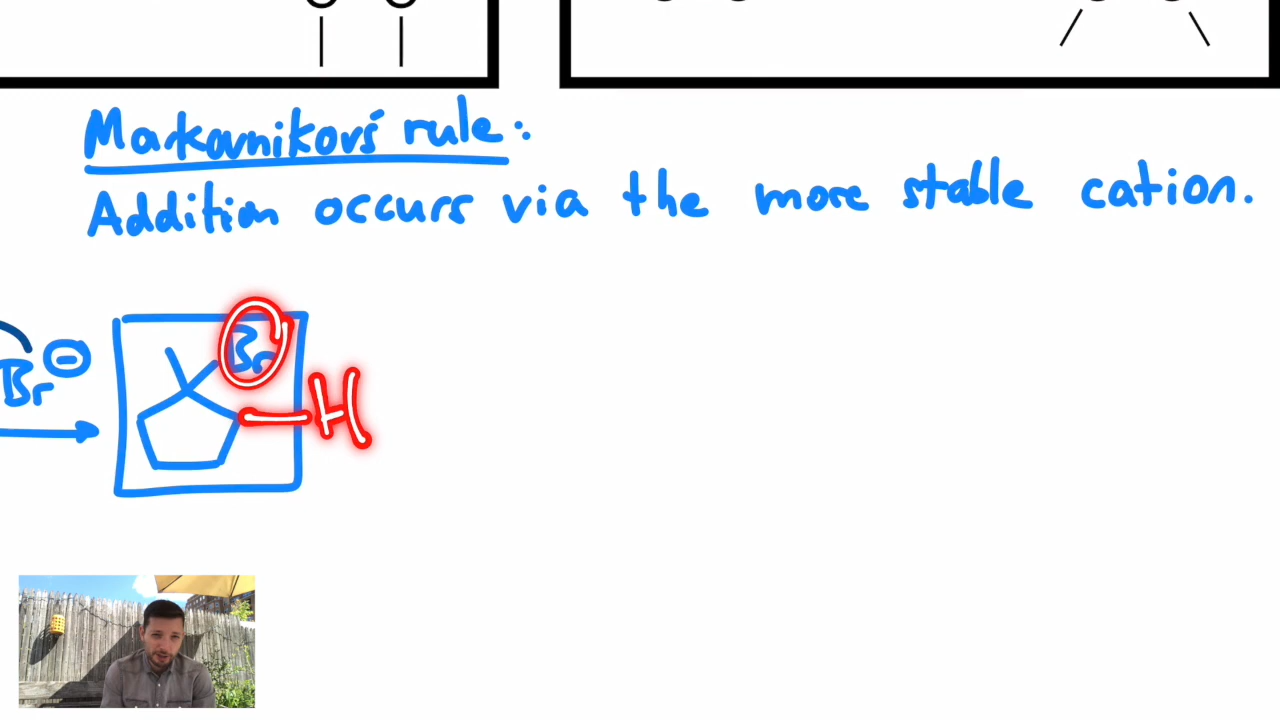 Markovnikov's rule:
Addition occurs via the more stable cation.
Br
Br ⊖
H